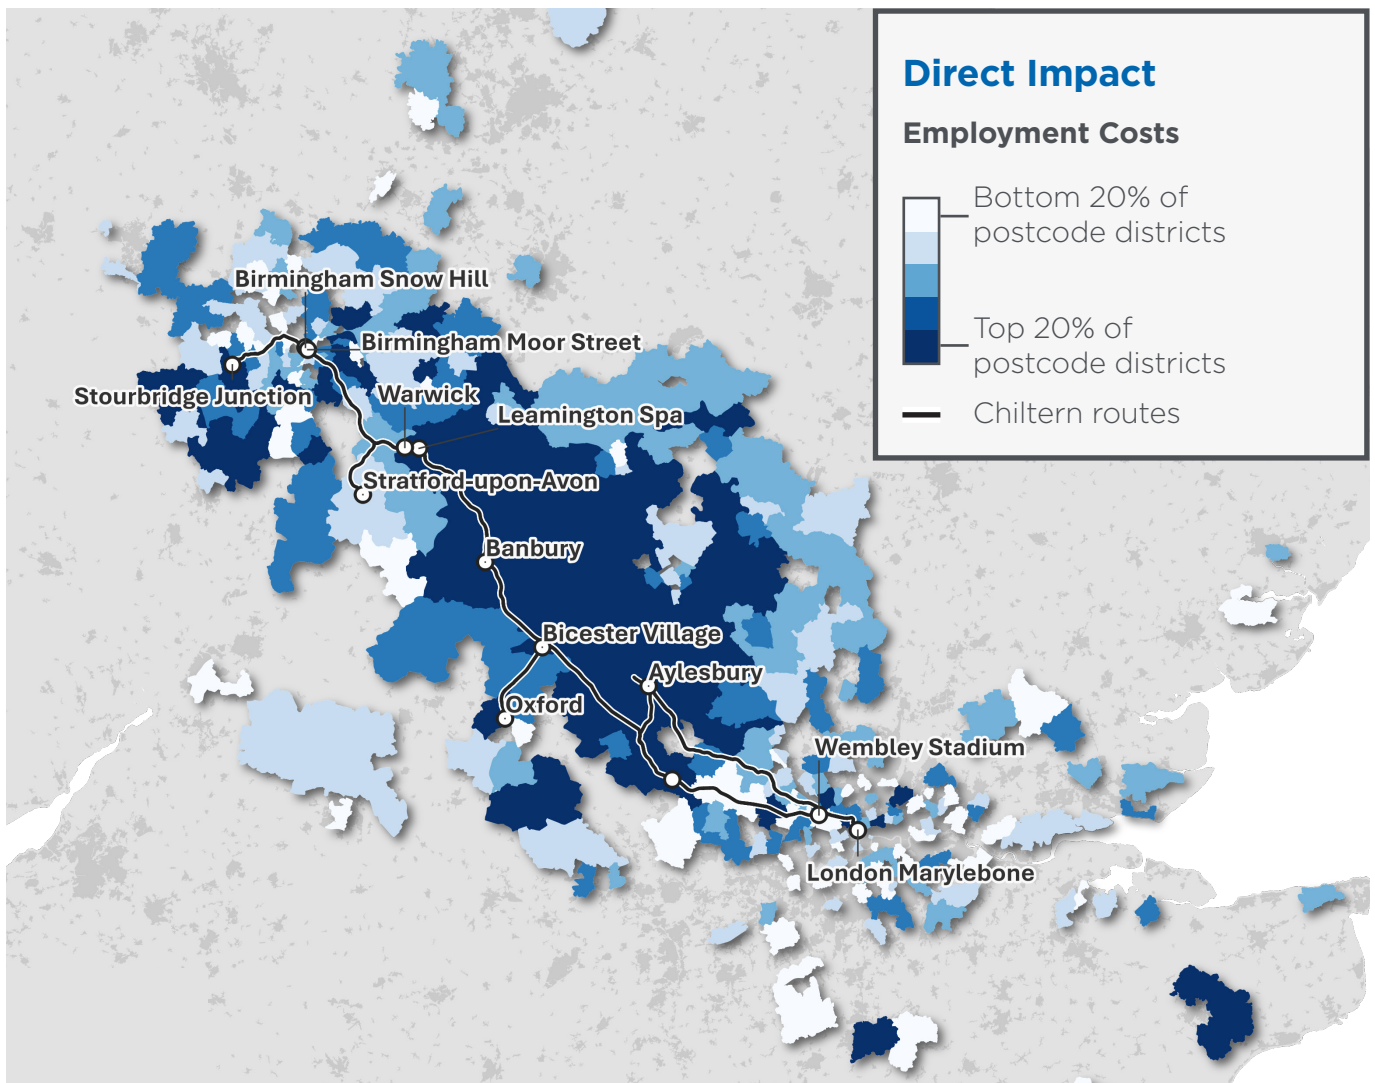 Direct Impact
Employment Costs
Bottom 20% of
postcode districts
Top 20% of
postcode districts
Chiltern routes
Birmingham Snow Hill
Birmingham Moor Street
Stourbridge Junction
Warwick
Leamington Spa
Stratford-upon-Avon
Banbury
Bicester Village
Aylesbury
Oxford
Wembley Stadium
London Marylebone